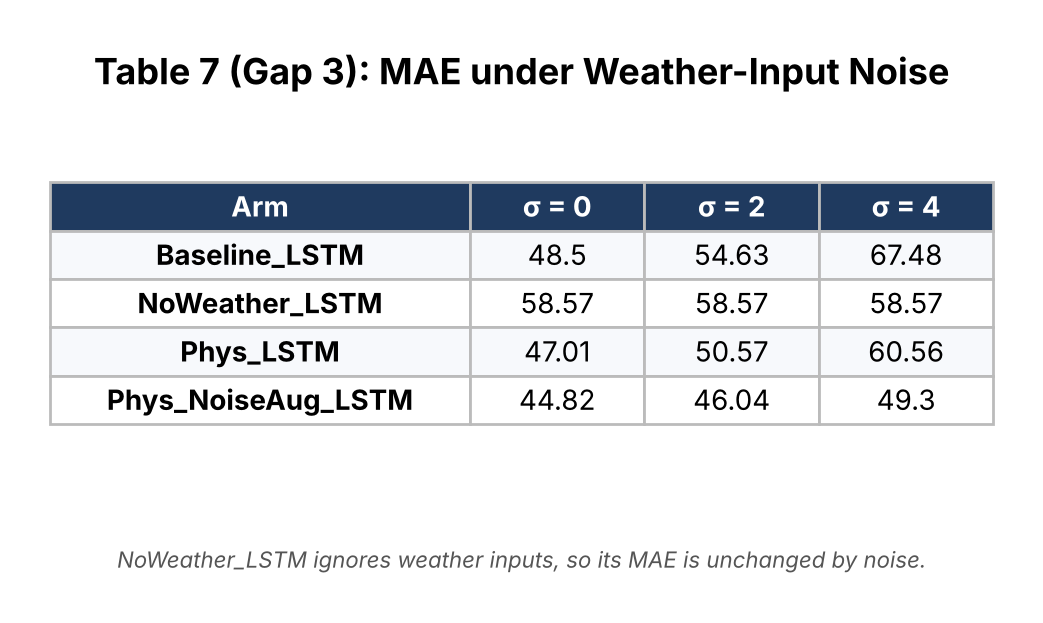 Table 7 (Gap 3): MAE under Weather-Input Noise
Arm σ = 0 σ = 2 σ = 4
Baseline_LSTM 48.5 54.63 67.48
NoWeather_LSTM 58.57 58.57 58.57
Phys_LSTM 47.01 50.57 60.56
Phys_NoiseAug_LSTM 44.82 46.04 49.3
NoWeather_LSTM ignores weather inputs, so its MAE is unchanged by noise.